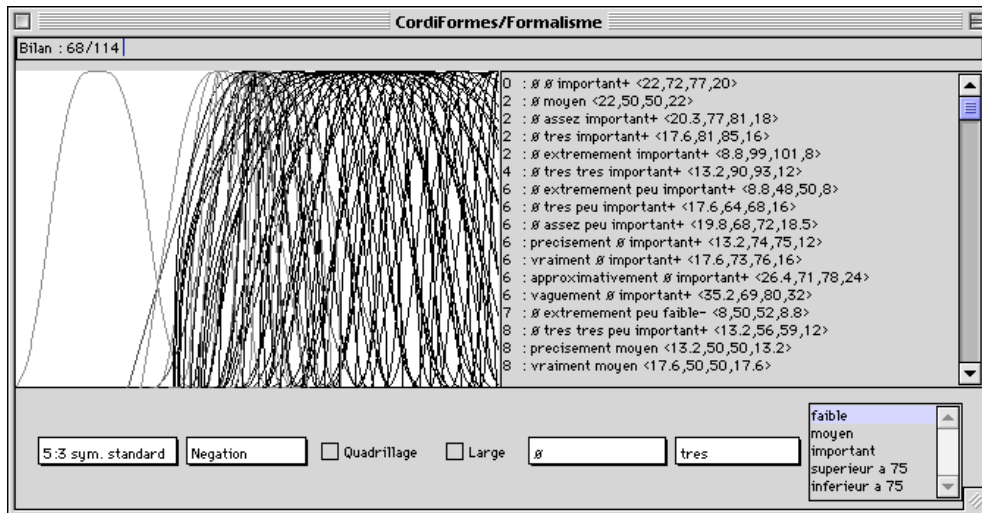 CordiFormes/Formalisme
Bilan : 68/114
0 : ø ø important+ <22,72,77,20>
2 : ø moyen <22,50,50,22>
2 : ø assez important+ <20.3,77,81,18>
2 : ø tres important+ <17.6,81,85,16>
2 : ø extremement important+ <8.8,99,101,8>
4 : ø tres tres important+ <13.2,90,93,12>
6 : ø extremement peu important+ <8.8,48,50,8>
6 : ø tres peu important+ <17.6,64,68,16>
6 : ø assez peu important+ <19.8,68,72,18.5>
6 : precisement ø important+ <13.2,74,75,12>
6 : vraiment ø important+ <17.6,73,76,16>
6 : approximativement ø important+ <26.4,71,78,24>
6 : vaguement ø important+ <35.2,69,80,32>
7 : ø extremement peu faible- <8,50,52,8.8>
8 : ø tres tres peu important+ <13.2,56,59,12>
8 : precisement moyen <13.2,50,50,13.2>
8 : vraiment moyen <17.6,50,50,17.6>
5:3 sym. standard Negation Quadrillage Large ø tres
faible
moyen
important
superieur a 75
inferieur a 75